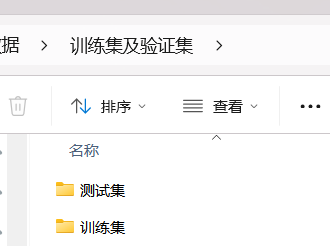 据 > 训练集及验证集 >
排序 查看
名称
测试集
训练集